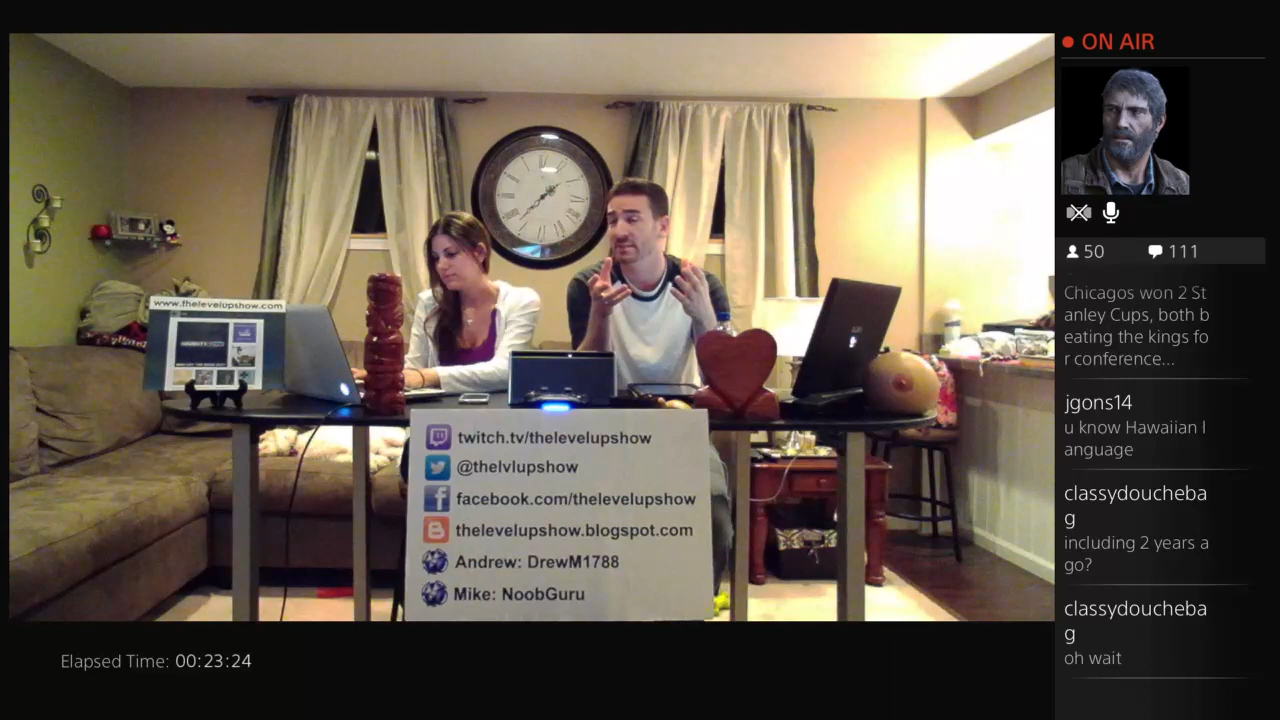 ON AIR
50 111
Chicagos won 2 St
anley Cups, both b
eating the kings fo
r conference...
jgons14
u know Hawaiian l
anguage
classydoucheba
g
including 2 years a
go?
classydoucheba
g
oh wait
www.thelevelupshow.com
twitch.tv/thelevelupshow
@thelvlupshow
facebook.com/thelevelupshow
thelevelupshow.blogspot.com
Andrew: DrewM1788
Mike: NoobGuru
Elapsed Time: 00:23:24